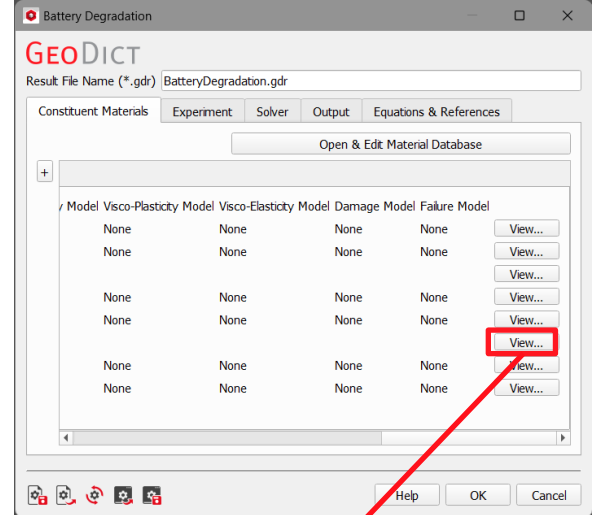 Battery Degradation
GEODICT
Result File Name (*.gdr) BatteryDegradation.gdr
Constituent Materials Experiment Solver Output Equations & References
Open & Edit Material Database
+
y Model Visco-Plasticity Model Visco-Elasticity Model Damage Model Failure Model
None None None None View...
None None None None View...
View...
None None None None View...
None None None None View...
View...
None None None None View...
None None None None View...
Help OK Cancel